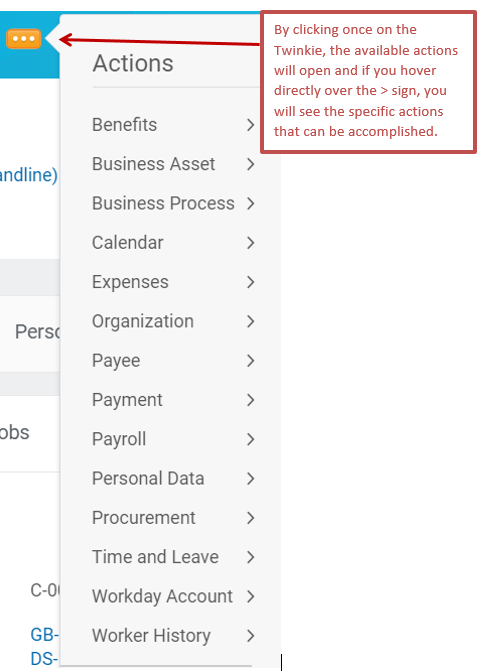 By clicking once on the
Twinkie, the available actions
will open and if you hover
directly over the > sign, you
will see the specific actions
that can be accomplished.
Actions
Benefits >
Business Asset >
Business Process >
Calendar >
Expenses >
Organization >
Payee >
Payment >
Payroll >
Personal Data >
Procurement >
Time and Leave >
Workday Account >
Worker History >
andline)
Perso
obs
C-00
GB-
DS-